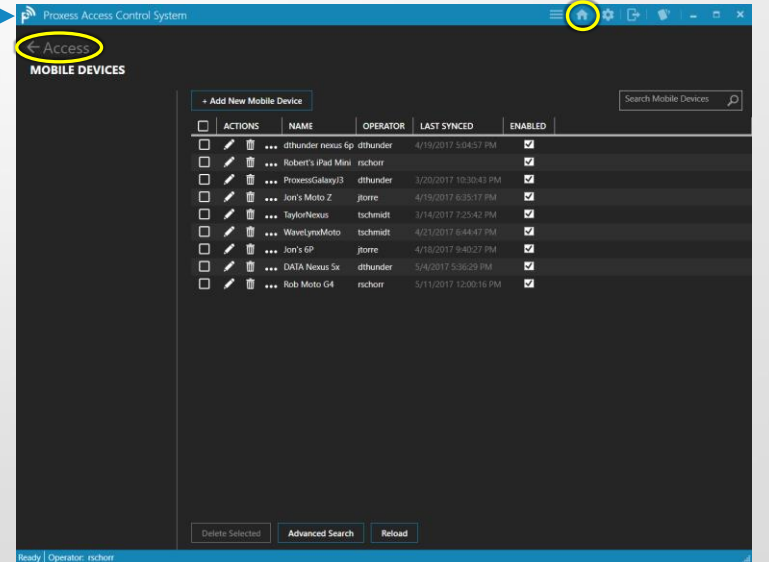 Proxess Access Control System
Access
MOBILE DEVICES
+ Add New Mobile Device
Search Mobile Devices
ACTIONS NAME OPERATOR LAST SYNCED ENABLED
dthunder nexus 6p dthunder 4/19/2017 5:04:57 PM
Robert's iPad Mini rschorr
ProxessGalaxyJ3 dthunder 3/20/2017 10:30:43 PM
Jon's Moto Z jtorre 4/19/2017 6:35:17 PM
TaylorNexus tschmidt 3/14/2017 7:25:42 PM
WaveLynxMoto tschmidt 4/21/2017 6:44:47 PM
Jon's 6P jtorre 4/18/2017 9:40:27 PM
DATA Nexus 5x dthunder 5/4/2017 5:36:29 PM
Rob Moto G4 rschorr 5/11/2017 12:00:16 PM
Delete Selected Advanced Search Reload
Ready Operator: rschorr